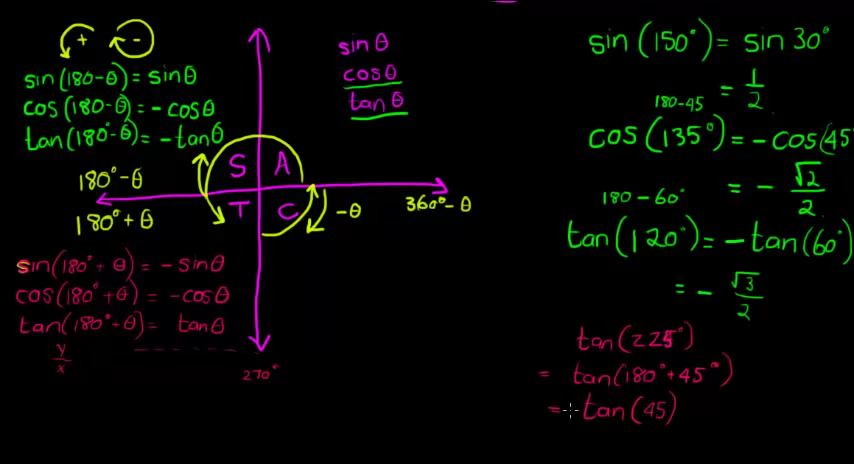 + -
sin(180-θ) = sinθ
cos(180-θ) = -cosθ
tan(180°-θ) = -tanθ
sinθ
cosθ
tanθ
S A
T C
180°-θ
180°+θ
-θ
360°-θ
sin(180°+θ) = -sinθ
cos(180°+θ) = -cosθ
tan(180°+θ) = tanθ
y/x
270°
sin(150°) = sin 30°
= 1/2
180-45
cos(135°) = -cos(45
= - √2/2
180-60°
tan(120°) = -tan(60°)
= - √3/2
tan(225°)
= tan(180°+45°)
= tan(45)